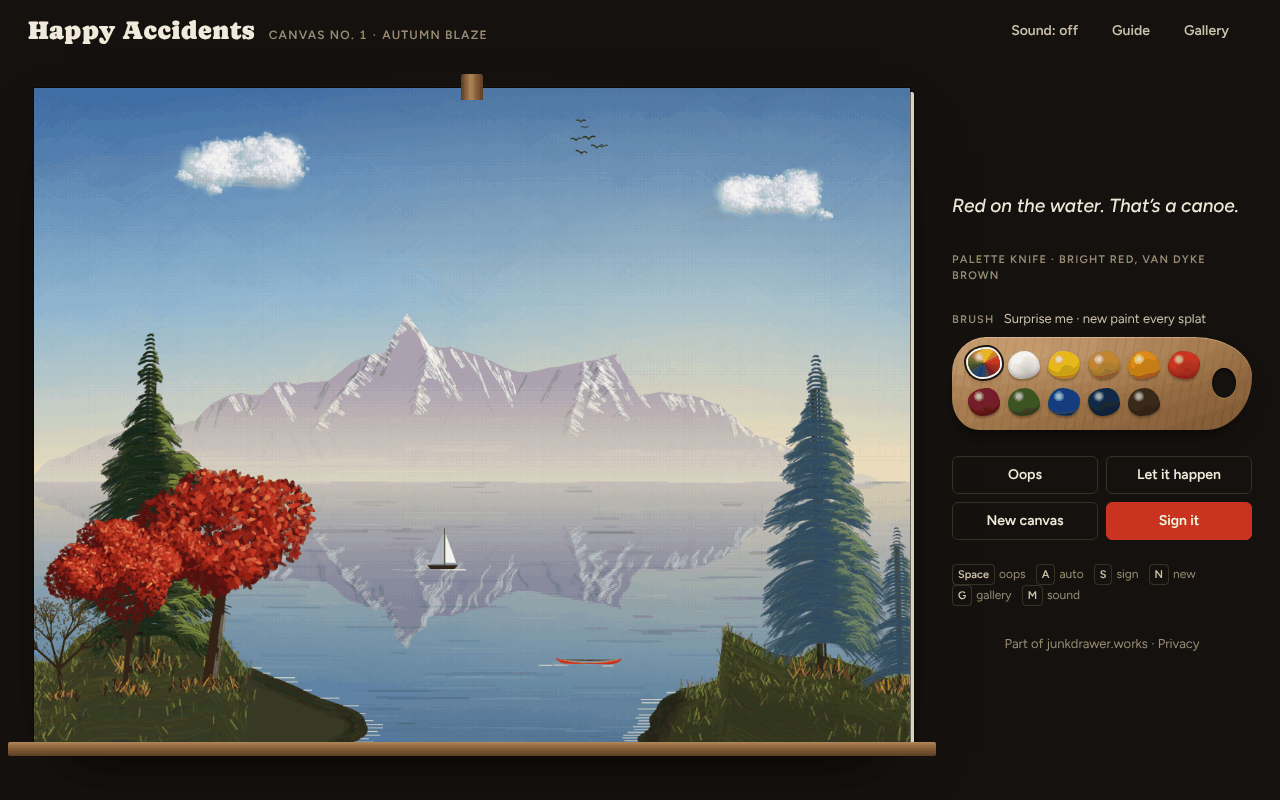 Happy Accidents
CANVAS NO. 1 · AUTUMN BLAZE
Sound: off
Guide
Gallery
Red on the water. That’s a canoe.
PALETTE KNIFE · BRIGHT RED, VAN DYKE
BROWN
BRUSH Surprise me · new paint every splat
Oops
Let it happen
New canvas
Sign it
Space oops A auto S sign N new
G gallery M sound
Part of junkdrawer.works · Privacy